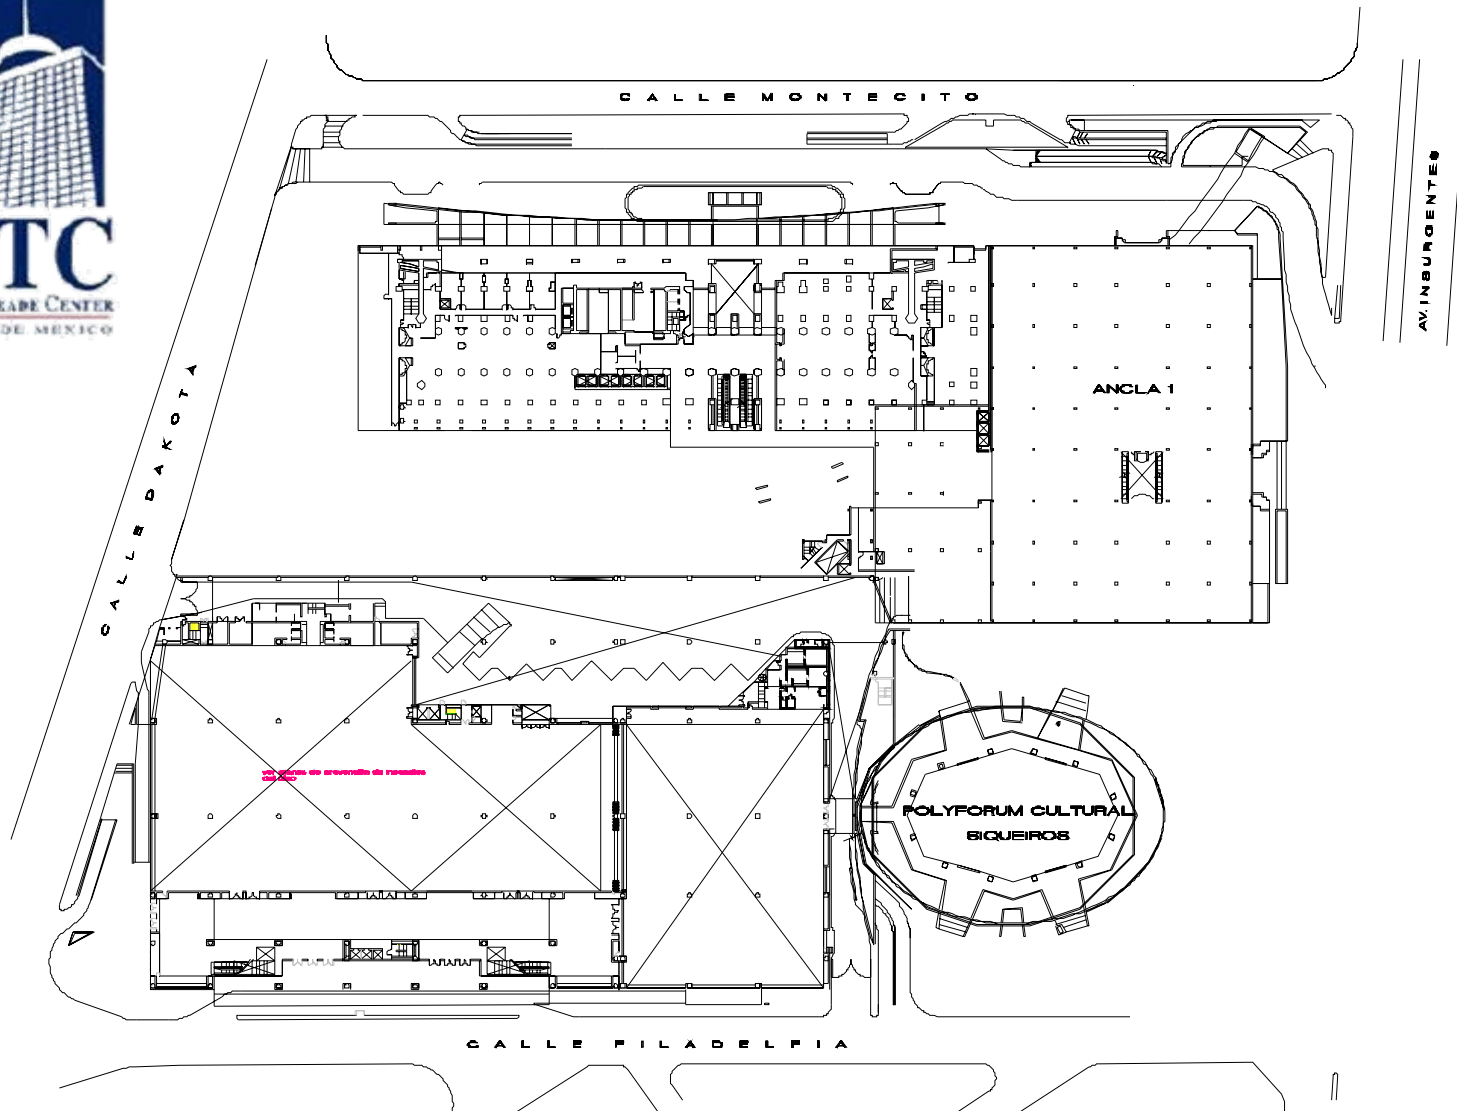 TC
RADE CENTER
DE MEXICO
CALLE MONTECITO
AV. INSURGENTES
CALLE DAKOTA
ANCLA 1
POLYFORUM CULTURAL
SIQUEIROS
CALLE FILADELFIA